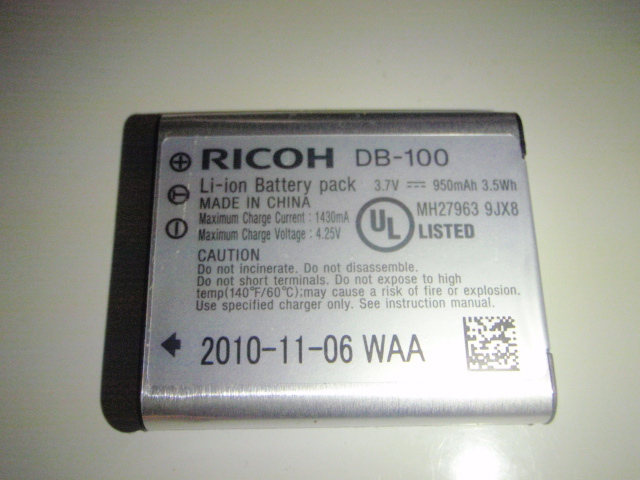 RICOH DB-100
Li-ion Battery pack 3.7V 950mAh 3.5Wh
MADE IN CHINA
Maximum Charge Current : 1430mA
Maximum Charge Voltage : 4.25V
UL MH27963 9JX8
LISTED
CAUTION
Do not incinerate. Do not disassemble.
Do not short terminals. Do not expose to high
temp(140°F/60°C);may cause a risk of fire or explosion.
Use specified charger only. See instruction manual.
2010-11-06 WAA